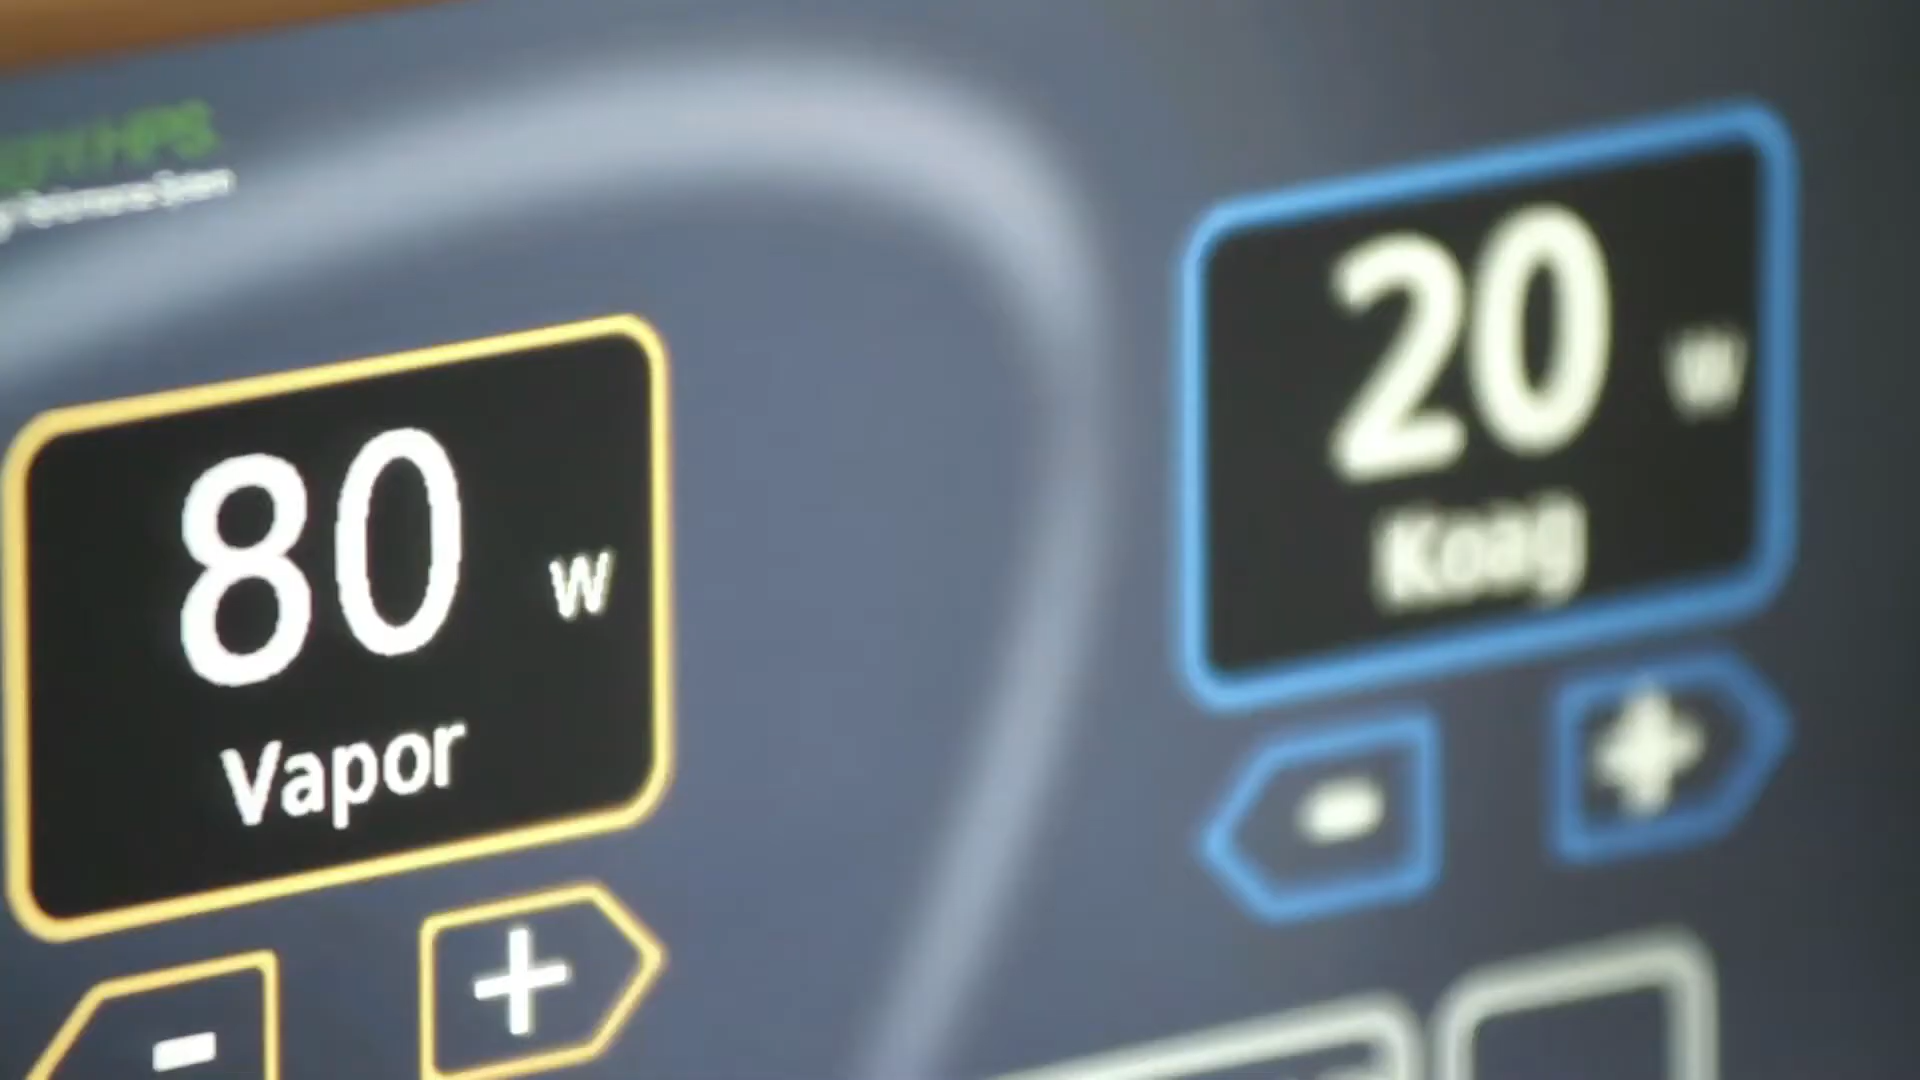 80 W
Vapor
- +
20 W
Koag
- +